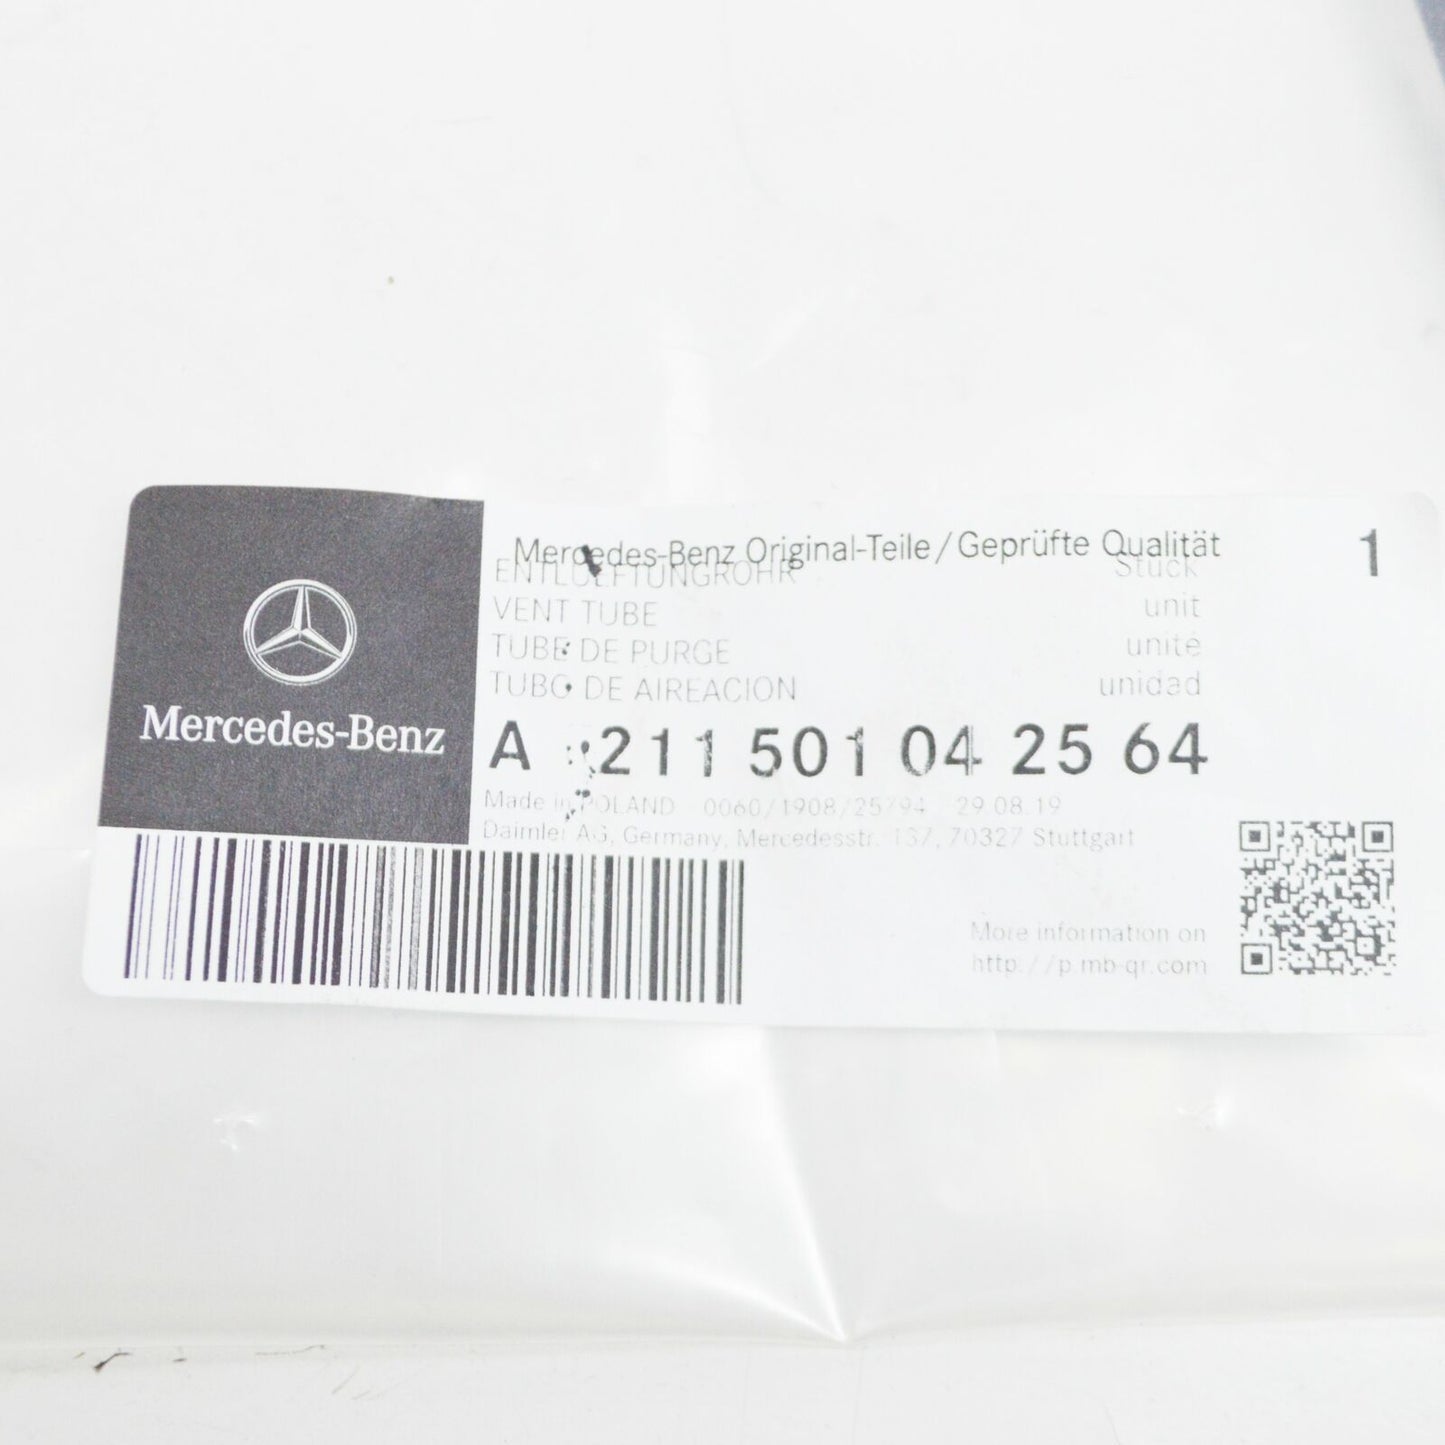 Mercedes-Benz
Mercedes-Benz Original-Teile / Geprüfte Qualität
1
ENTLUEFTUNGROHR Stück
VENT TUBE unit
TUBE DE PURGE unité
TUBO DE AIREACION unidad
A 211 501 04 25 64
Made in POLAND 0060/1908/25794 29.08.19
Daimler AG, Germany, Mercedesstr. 137, 70327 Stuttgart
More information on
http://p.mb-qr.com